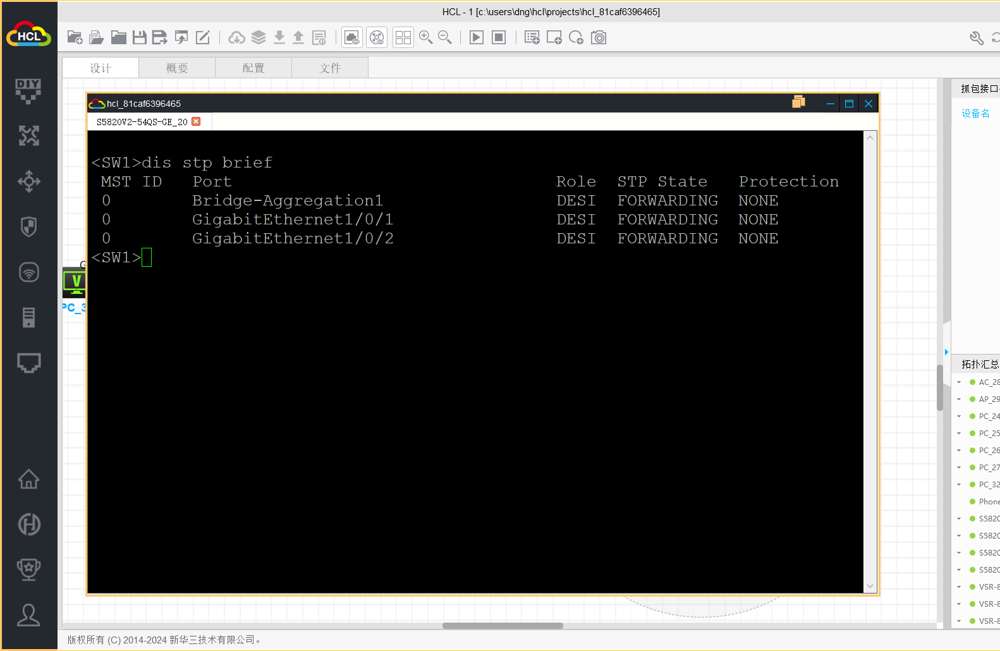 HCL - 1 [c:\users\dng\hcl\projects\hcl_81caf6396465]
HCL
DIY
设计
概要
配置
文件
抓包接口
设备名
hcl_81caf6396465
S5820V2-54QS-GE_20
<SW1>dis stp brief
MST ID Port Role STP State Protection
0 Bridge-Aggregation1 DESI FORWARDING NONE
0 GigabitEthernet1/0/1 DESI FORWARDING NONE
0 GigabitEthernet1/0/2 DESI FORWARDING NONE
<SW1>
G
V
PC_3
拓扑汇总
AC_28
AP_29
PC_24
PC_25
PC_26
PC_27
PC_32
Phone
S5820
S5820
S5820
S5820
VSR-8
VSR-8
VSR-8
版权所有 (C) 2014-2024 新华三技术有限公司。